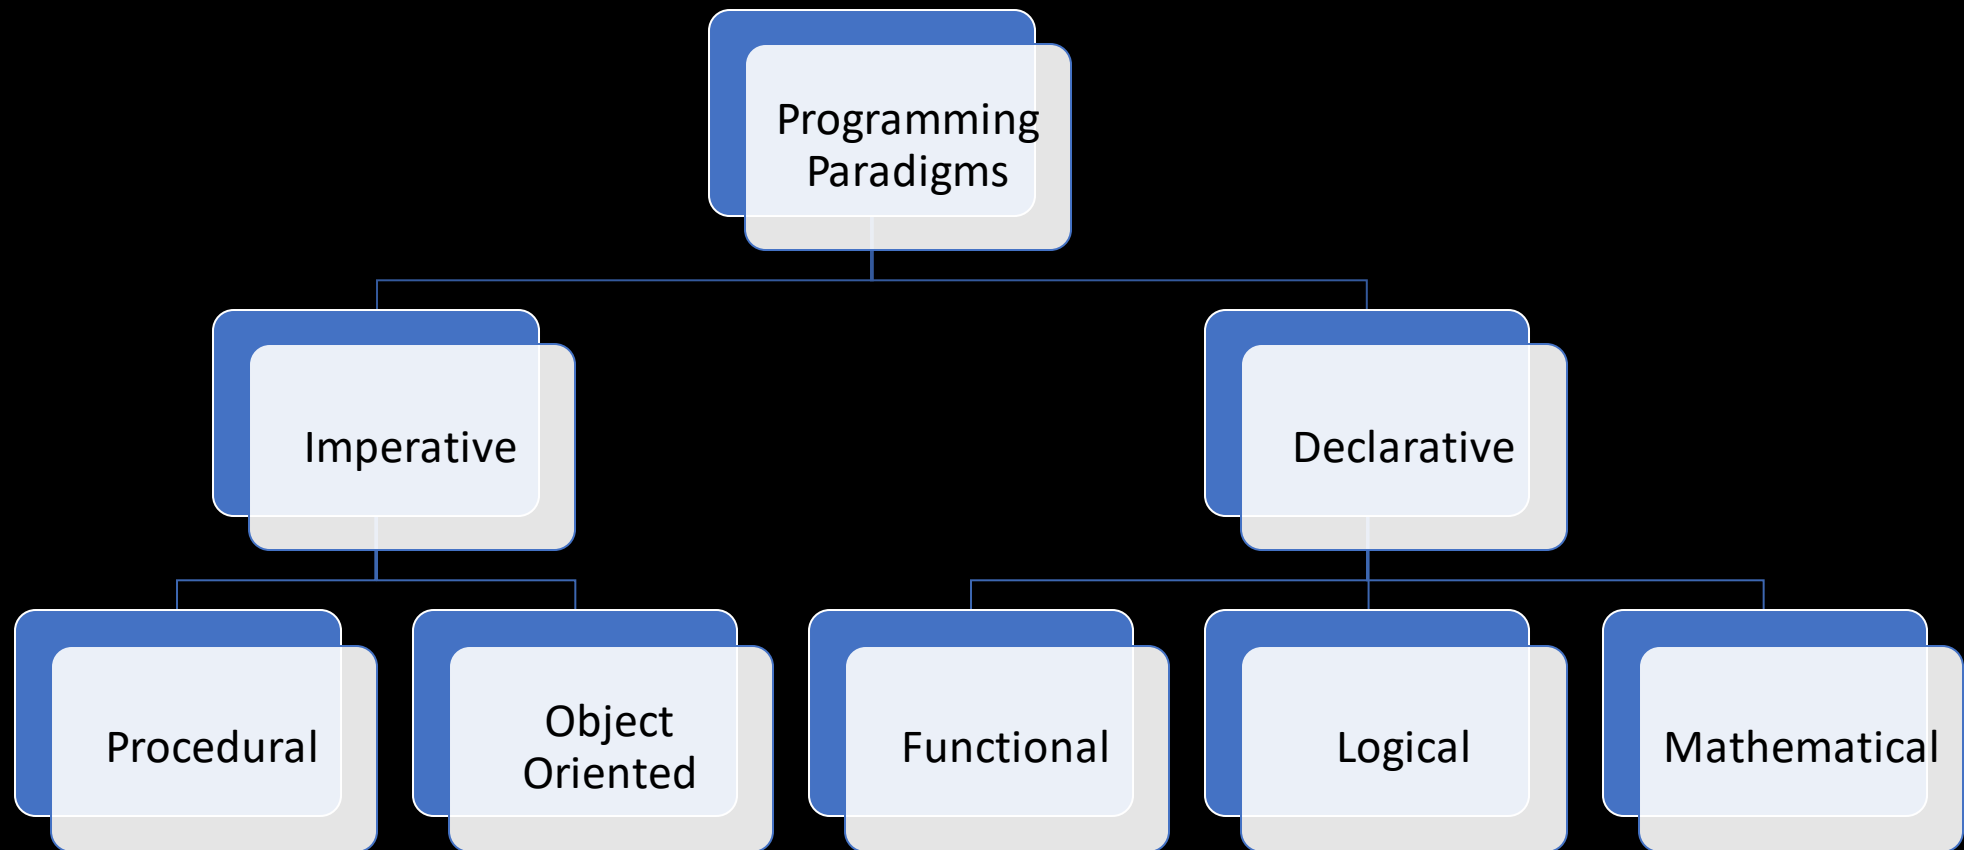 Programming
Paradigms
Imperative
Declarative
Procedural
Object
Oriented
Functional
Logical
Mathematical